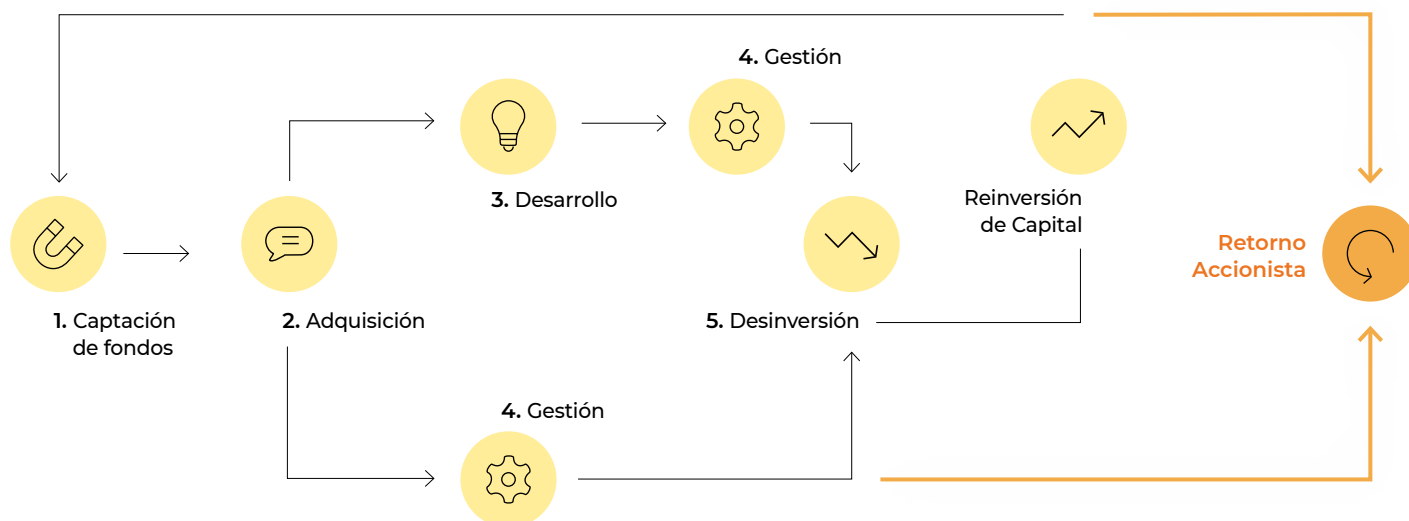 4. Gestión
3. Desarrollo
Reinversión
de Capital
Retorno
Accionista
1. Captación
de fondos
2. Adquisición
5. Desinversión
4. Gestión